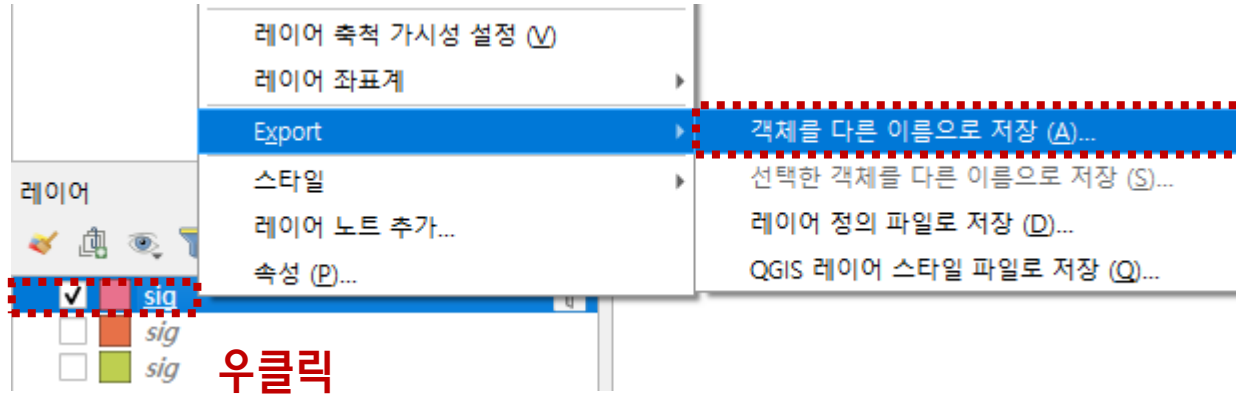 레이어 축척 가시성 설정 (V)
레이어 좌표계
Export
스타일
레이어 노트 추가...
속성 (P)...
객체를 다른 이름으로 저장 (A)...
선택한 객체를 다른 이름으로 저장 (S)...
레이어 정의 파일로 저장 (D)...
QGIS 레이어 스타일 파일로 저장 (Q)...
레이어
sig
sig
sig
우클릭